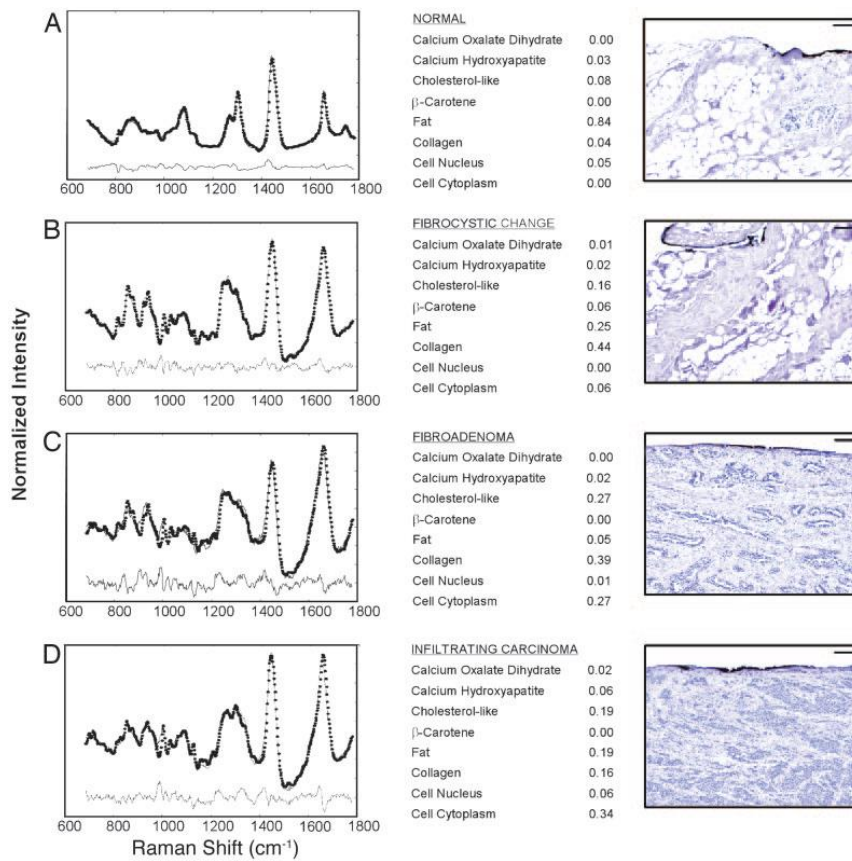 A
NORMAL
Calcium Oxalate Dihydrate 0.00
Calcium Hydroxyapatite 0.03
Cholesterol-like 0.08
β-Carotene 0.00
Fat 0.84
Collagen 0.04
Cell Nucleus 0.05
Cell Cytoplasm 0.00
600 800 1000 1200 1400 1600 1800
B
FIBROCYSTIC CHANGE
Calcium Oxalate Dihydrate 0.01
Calcium Hydroxyapatite 0.02
Cholesterol-like 0.16
β-Carotene 0.06
Fat 0.25
Collagen 0.44
Cell Nucleus 0.00
Cell Cytoplasm 0.06
600 800 1000 1200 1400 1600 1800
C
FIBROADENOMA
Calcium Oxalate Dihydrate 0.00
Calcium Hydroxyapatite 0.02
Cholesterol-like 0.27
β-Carotene 0.00
Fat 0.05
Collagen 0.39
Cell Nucleus 0.01
Cell Cytoplasm 0.27
600 800 1000 1200 1400 1600 1800
D
INFILTRATING CARCINOMA
Calcium Oxalate Dihydrate 0.02
Calcium Hydroxyapatite 0.06
Cholesterol-like 0.19
β-Carotene 0.00
Fat 0.19
Collagen 0.16
Cell Nucleus 0.06
Cell Cytoplasm 0.34
600 800 1000 1200 1400 1600 1800
Normalized Intensity
Raman Shift (cm⁻¹)